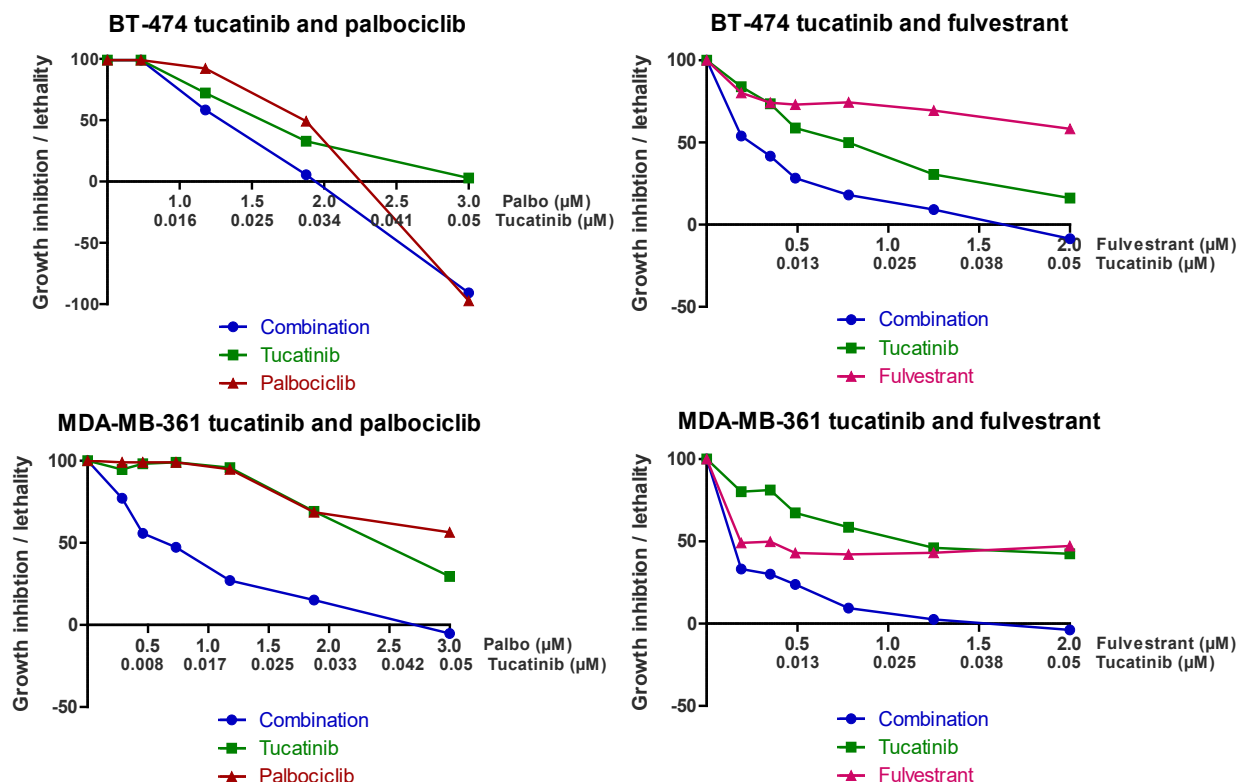 BT-474 tucatinib and palbociclib
Growth inhibtion / lethality
100
50
0
-50
-100
1.0 1.5 2.0 2.5 3.0 Palbo (µM)
0.016 0.025 0.034 0.041 0.05 Tucatinib (µM)
Combination
Tucatinib
Palbociclib
BT-474 tucatinib and fulvestrant
Growth inhibtion / lethality
100
50
0
-50
0.5 1.0 1.5 2.0 Fulvestrant (µM)
0.013 0.025 0.038 0.05 Tucatinib (µM)
Combination
Tucatinib
Fulvestrant
MDA-MB-361 tucatinib and palbociclib
Growth inhibtion / lethality
100
50
0
-50
0.5 1.0 1.5 2.0 2.5 3.0 Palbo (µM)
0.008 0.017 0.025 0.033 0.042 0.05 Tucatinib (µM)
Combination
Tucatinib
Palbociclib
MDA-MB-361 tucatinib and fulvestrant
Growth inhibtion / lethality
100
50
0
-50
0.5 1.0 1.5 2.0 Fulvestrant (µM)
0.013 0.025 0.038 0.05 Tucatinib (µM)
Combination
Tucatinib
Fulvestrant